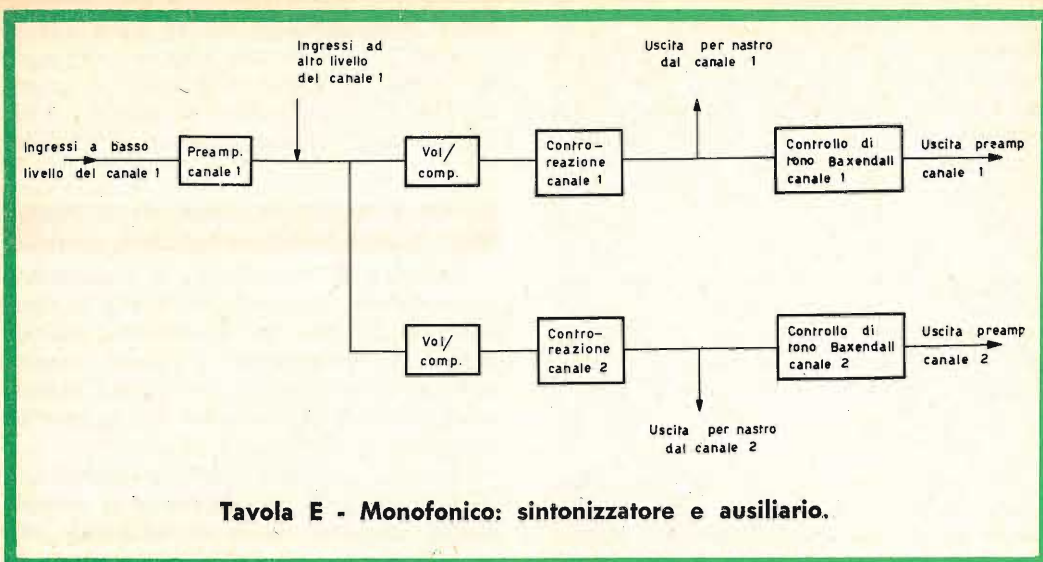 Ingressi ad
alto livello
del canale 1
Uscita per nastro
dal canale 1
Ingressi a basso
livello del canale 1
Preamp.
canale 1
Vol/
comp.
Contro-
reazione
canale 1
Controllo di
tono Baxendall
canale 1
Uscita preamp
canale 1
Vol/
comp.
Contro-
reazione
canale 2
Controllo di
tono Baxendall
canale 2
Uscita preamp
canale 2
Uscita per nastro
dal canale 2
Tavola E - Monofonico: sintonizzatore e ausiliario.